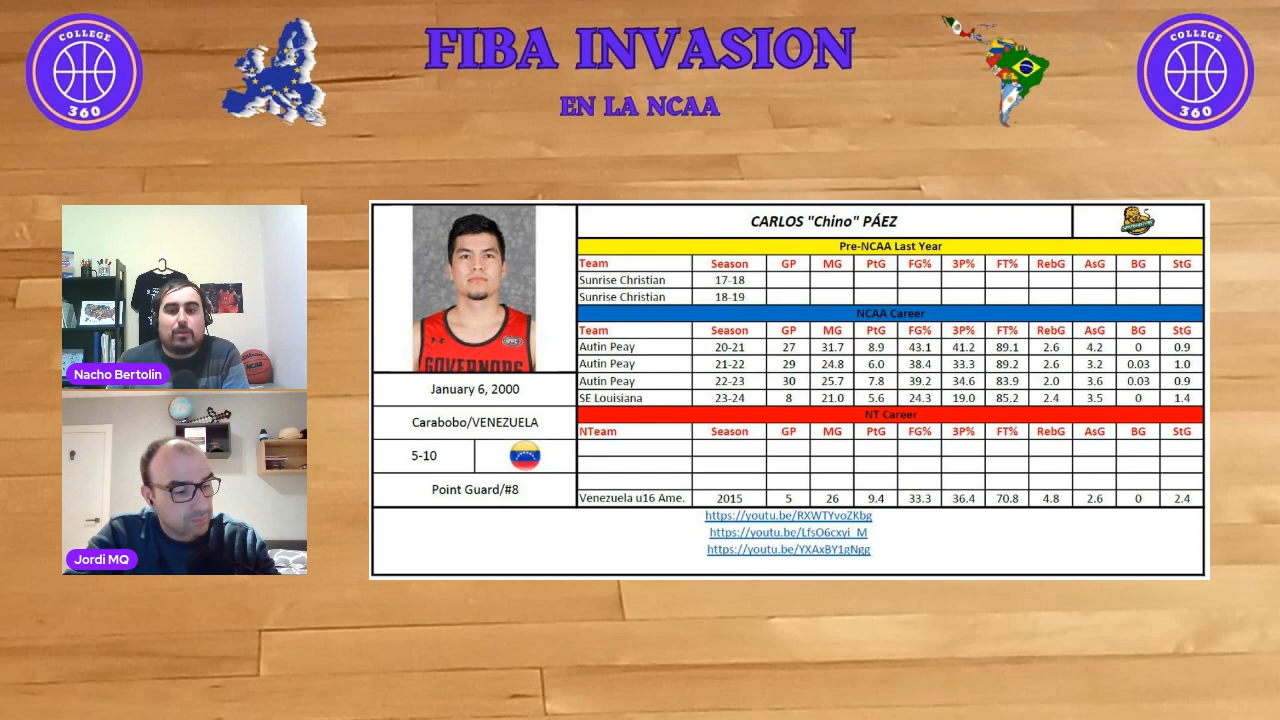 COLLEGE
360
FIBA INVASION
EN LA NCAA
COLLEGE
360
Nacho Bertolin
Jordi MQ
GOVERNORS
January 6, 2000
Carabobo/VENEZUELA
5-10
Point Guard/#8
CARLOS "Chino" PÁEZ
Pre-NCAA Last Year
Team Season GP MG PtG FG% 3P% FT% RebG AsG BG StG
Sunrise Christian 17-18
Sunrise Christian 18-19
NCAA Career
Team Season GP MG PtG FG% 3P% FT% RebG AsG BG StG
Autin Peay 20-21 27 31.7 8.9 43.1 41.2 89.1 2.6 4.2 0 0.9
Autin Peay 21-22 29 24.8 6.0 38.4 33.3 89.2 2.6 3.2 0.03 1.0
Autin Peay 22-23 30 25.7 7.8 39.2 34.6 83.9 2.0 3.6 0.03 0.9
SE Louisiana 23-24 8 21.0 5.6 24.3 19.0 85.2 2.4 3.5 0 1.4
NT Career
NTeam Season GP MG PtG FG% 3P% FT% RebG AsG BG StG
Venezuela u16 Ame. 2015 5 26 9.4 33.3 36.4 70.8 4.8 2.6 0 2.4
https://youtu.be/RXWTYvoZKbg
https://youtu.be/LfsO6cxyi_M
https://youtu.be/YXAxBY1gNgg